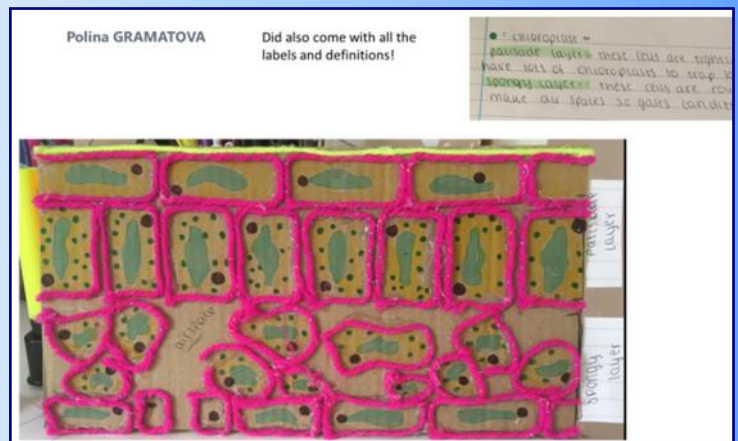 Polina GRAMATOVA
Did also come with all the
labels and definitions!
chloroplast =
palisade layer: these cells are
have lots of chloroplasts to trap
spongy layer: these cells are
make air spaces so gases can
air space
palisade
layer
spongy
layer